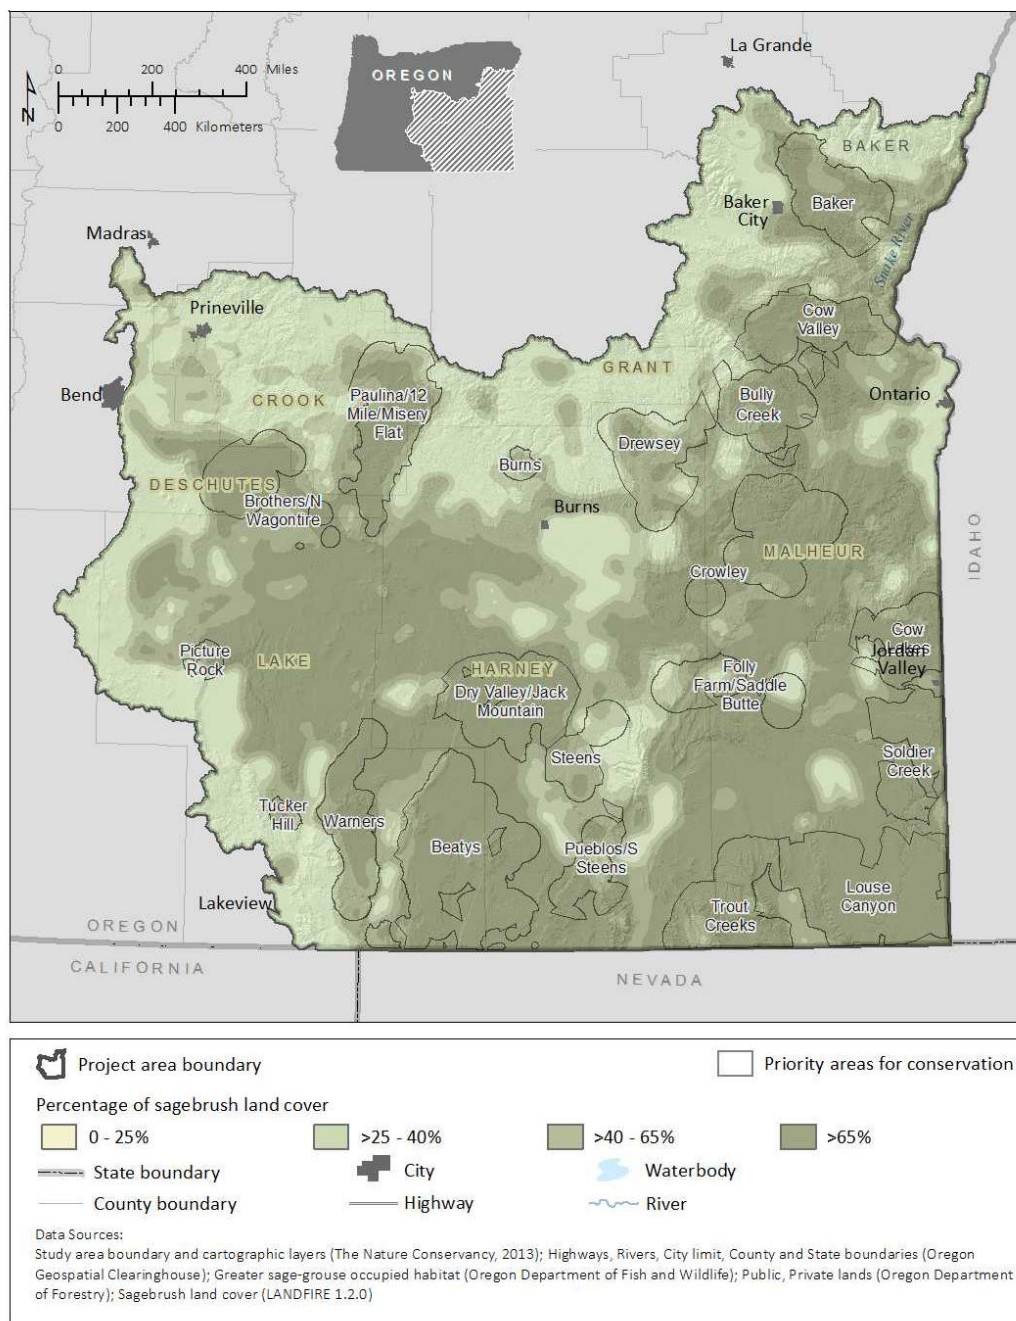 La Grande
0 200 400 Miles
N
0 200 400 Kilometers
OREGON
BAKER
Baker
City
Baker
Snake River
Madras
Prineville
Cow
Valley
GRANT
Bend
CROOK
Paulina/12
Mile/Misery
Flat
Bully
Creek
Ontario
Drewsey
Burns
DESCHUTES
Brothers/N
Wagontire
Burns
MALHEUR
IDAHO
Crowley
Cow
Lakes
Jordan
Valley
Picture
Rock
LAKE
HARNEY
Dry Valley/Jack
Mountain
Folly
Farm/Saddle
Butte
Steens
Soldier
Creek
Tucker
Hill
Warners
Beatys
Pueblos/S
Steens
Lakeview
Trout
Creeks
Louse
Canyon
OREGON
CALIFORNIA
NEVADA
Project area boundary
Priority areas for conservation
Percentage of sagebrush land cover
0 - 25% >25 - 40% >40 - 65% >65%
State boundary City Waterbody
County boundary Highway River
Data Sources:
Study area boundary and cartographic layers (The Nature Conservancy, 2013); Highways, Rivers, City limit, County and State boundaries (Oregon
Geospatial Clearinghouse); Greater sage-grouse occupied habitat (Oregon Department of Fish and Wildlife); Public, Private lands (Oregon Department
of Forestry); Sagebrush land cover (LANDFIRE 1.2.0)